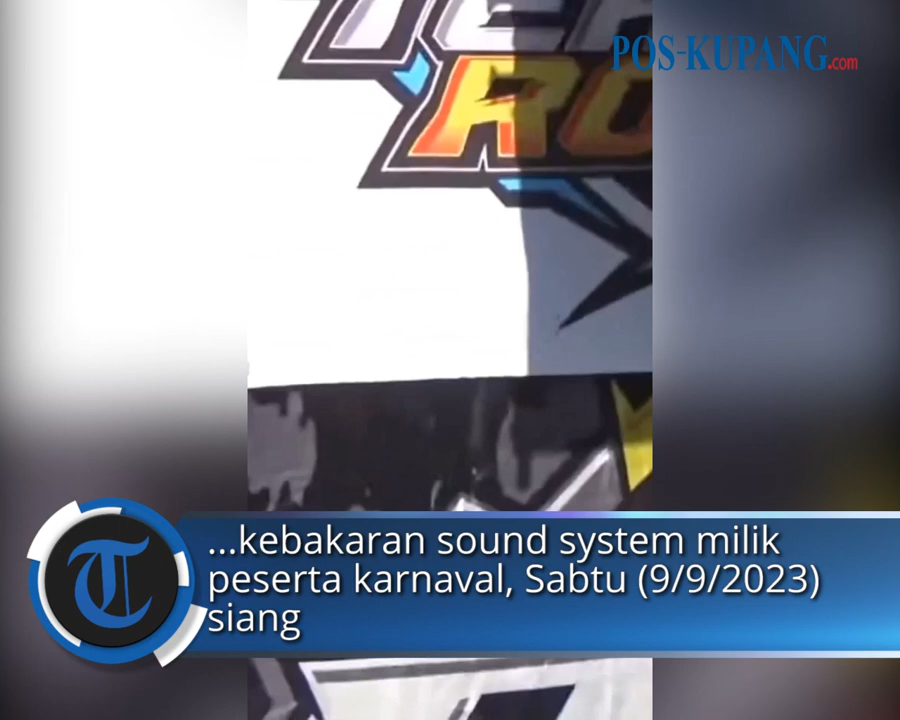 POS-KUPANG.com
...kebakaran sound system milik
peserta karnaval, Sabtu (9/9/2023)
siang